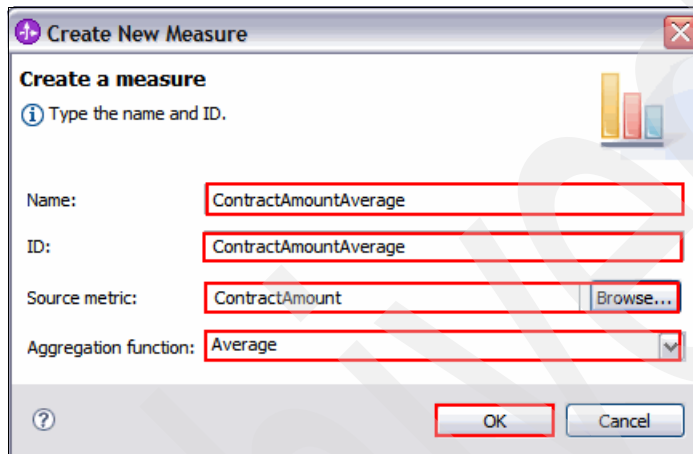 Create New Measure
Create a measure
Type the name and ID.
Name: ContractAmountAverage
ID: ContractAmountAverage
Source metric: ContractAmount Browse...
Aggregation function: Average
OK Cancel